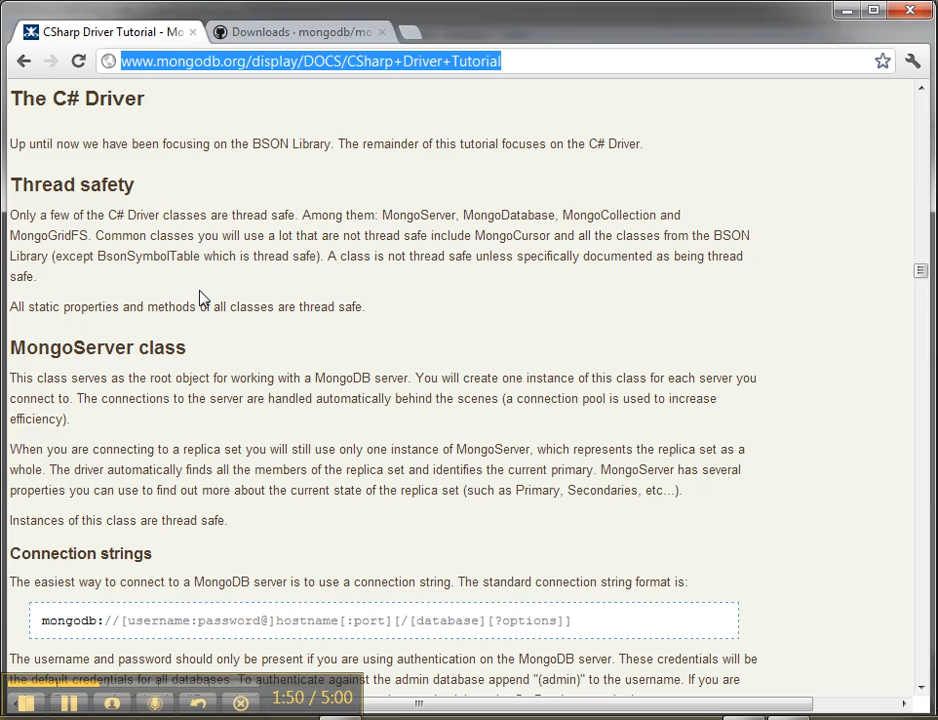 CSharp Driver Tutorial - Mo
Downloads · mongodb/mo
www.mongodb.org/display/DOCS/CSharp+Driver+Tutorial
The C# Driver
Up until now we have been focusing on the BSON Library. The remainder of this tutorial focuses on the C# Driver.
Thread safety
Only a few of the C# Driver classes are thread safe. Among them: MongoServer, MongoDatabase, MongoCollection and
MongoGridFS. Common classes you will use a lot that are not thread safe include MongoCursor and all the classes from the BSON
Library (except BsonSymbolTable which is thread safe). A class is not thread safe unless specifically documented as being thread
safe.
All static properties and methods of all classes are thread safe.
MongoServer class
This class serves as the root object for working with a MongoDB server. You will create one instance of this class for each server you
connect to. The connections to the server are handled automatically behind the scenes (a connection pool is used to increase
efficiency).
When you are connecting to a replica set you will still use only one instance of MongoServer, which represents the replica set as a
whole. The driver automatically finds all the members of the replica set and identifies the current primary. MongoServer has several
properties you can use to find out more about the current state of the replica set (such as Primary, Secondaries, etc...).
Instances of this class are thread safe.
Connection strings
The easiest way to connect to a MongoDB server is to use a connection string. The standard connection string format is:
mongodb://[username:password@]hostname[:port][/[database][?options]]
The username and password should only be present if you are using authentication on the MongoDB server. These credentials will be
the default credentials for all databases. To authenticate against the admin database append "(admin)" to the username. If you are
1:50 / 5:00